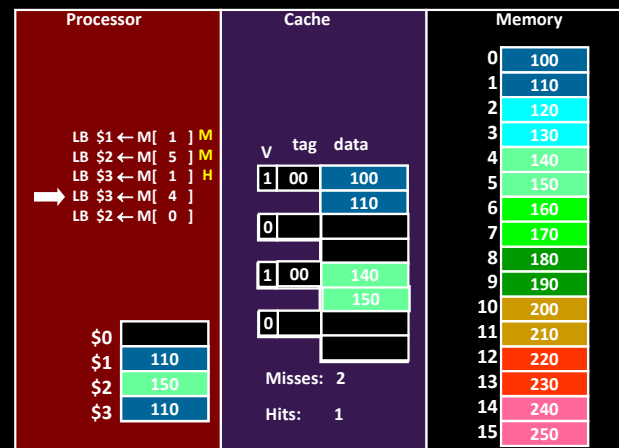 Processor
LB $1 ← M[ 1 ] M
LB $2 ← M[ 5 ] M
LB $3 ← M[ 1 ] H
LB $3 ← M[ 4 ]
LB $2 ← M[ 0 ]
$0
$1 110
$2 150
$3 110
Cache
V tag data
1 00 100
110
0
1 00 140
150
0
Misses: 2
Hits: 1
Memory
0 100
1 110
2 120
3 130
4 140
5 150
6 160
7 170
8 180
9 190
10 200
11 210
12 220
13 230
14 240
15 250